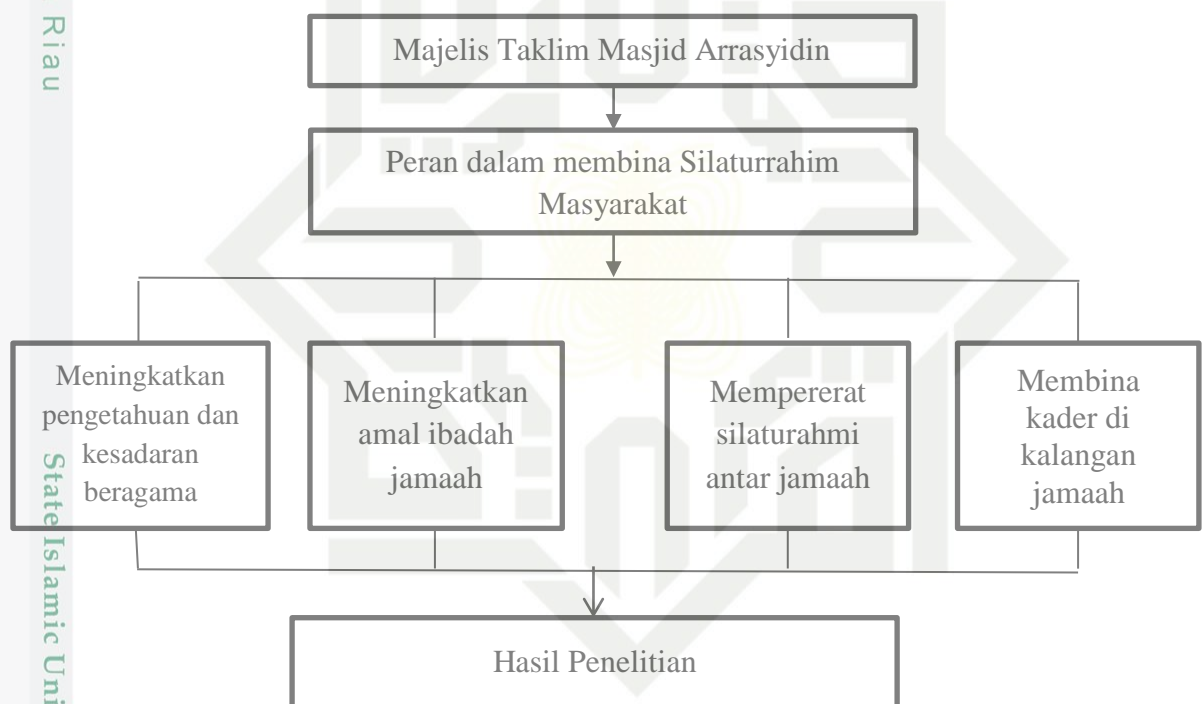 Riau
State Islamic Uni
Majelis Taklim Masjid Arrasyidin
Peran dalam membina Silaturrahim
Masyarakat
Meningkatkan
pengetahuan dan
kesadaran
beragama
Meningkatkan
amal ibadah
jamaah
Mempererat
silaturahmi
antar jamaah
Membina
kader di
kalangan
jamaah
Hasil Penelitian